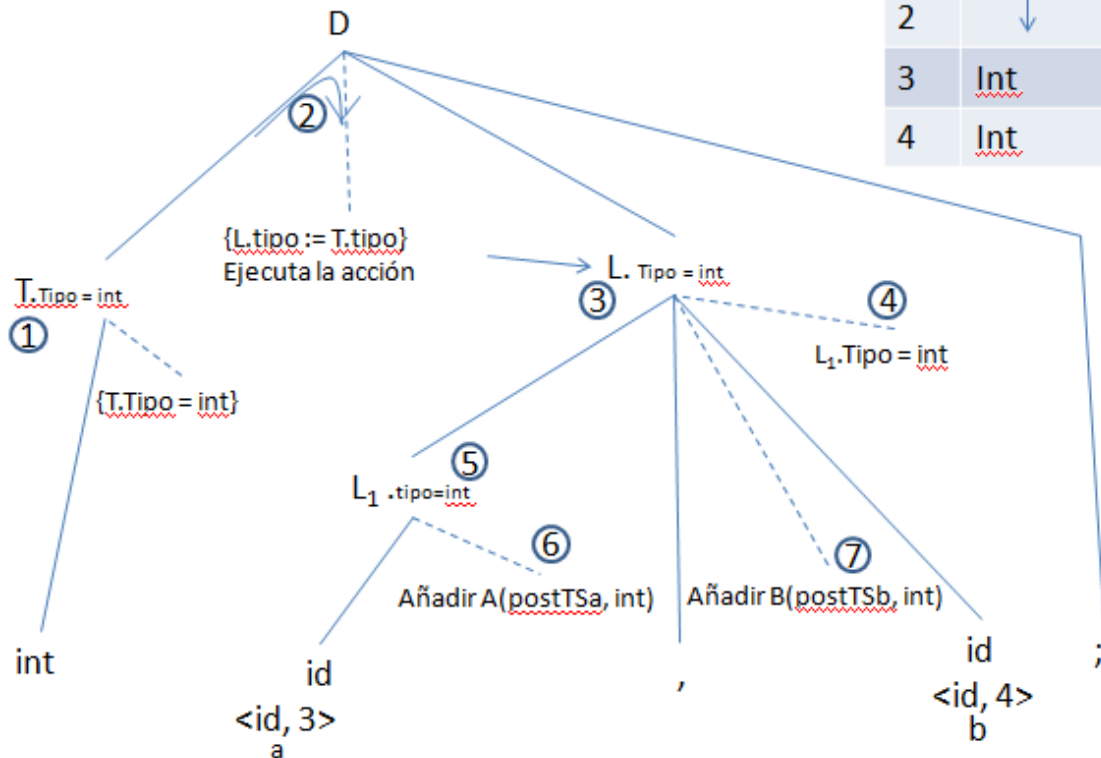 D
2
3 Int
4 Int
②
{L.tipo := T.tipo}
Ejecuta la acción
L. Tipo = int
③
④
T.Tipo = int
①
L₁.Tipo = int
{T.Tipo = int}
⑤
L₁ .tipo=int
⑥
⑦
Añadir A(postTSa, int)
Añadir B(postTSb, int)
int
id
,
id
;
<id, 3>
<id, 4>
a
b